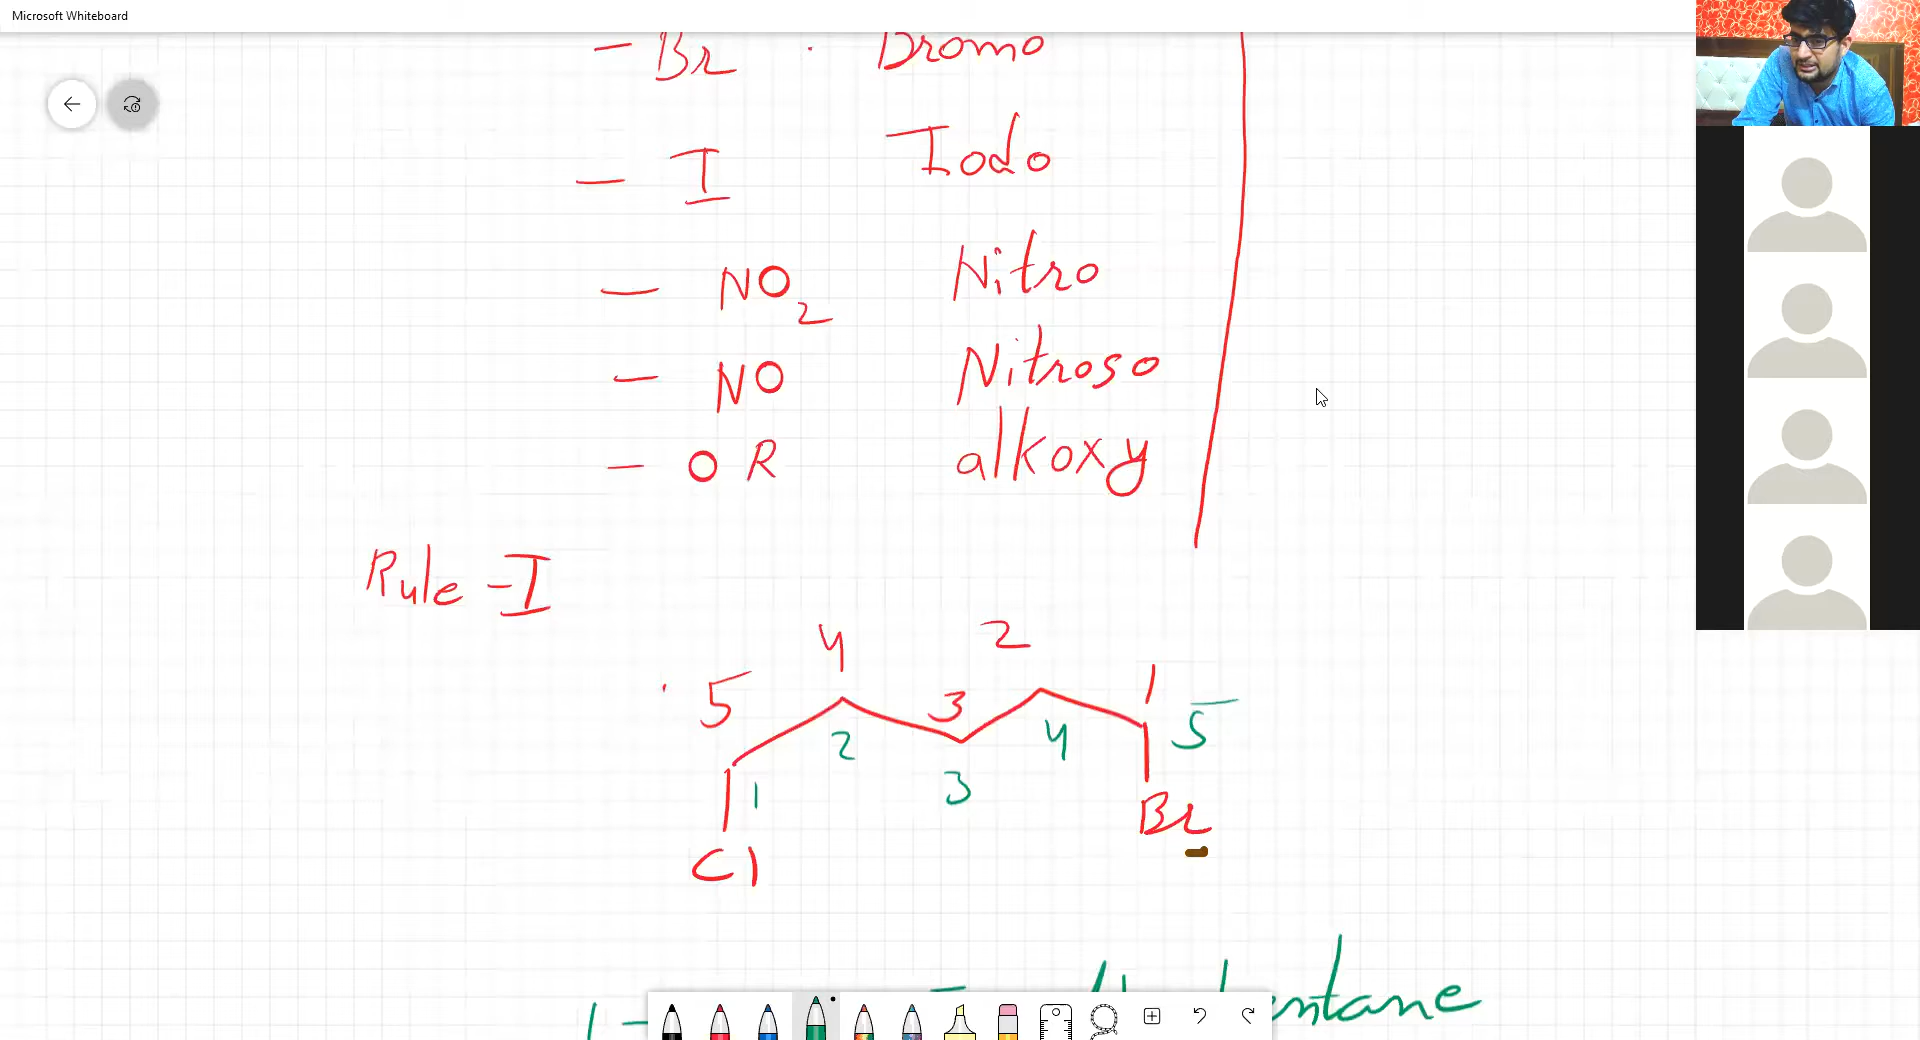 Microsoft Whiteboard
– Br Bromo
– I Iodo
– NO2 Nitro
– NO Nitroso
– OR alkoxy
Rule – I
5 4 3 2 1
1 2 3 4 5
Cl Br
1 –